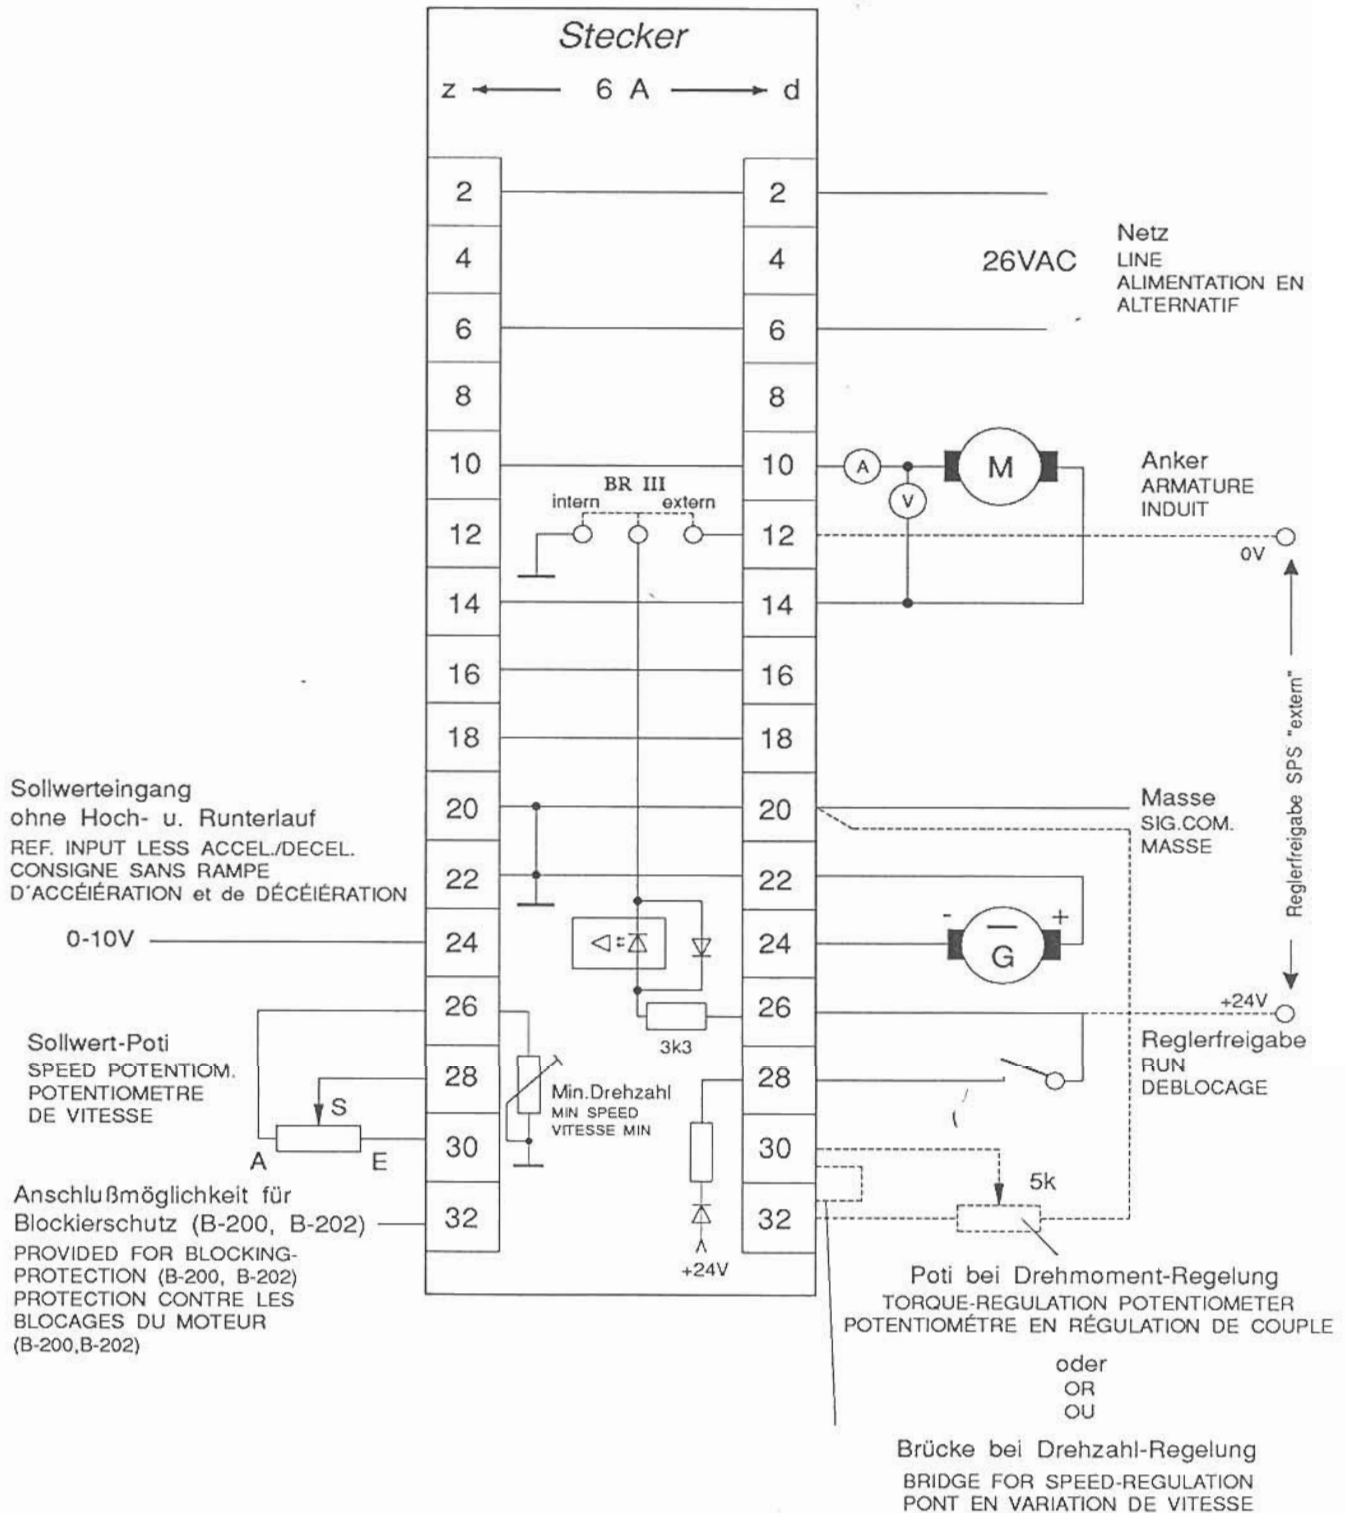 Stecker
z 6 A d
2 2
4 4
6 6
8 8
10 10
12 12
14 14
16 16
18 18
20 20
22 22
24 24
26 26
28 28
30 30
32 32
26VAC
Netz
LINE
ALIMENTATION EN
ALTERNATIF
A
V
M
Anker
ARMATURE
INDUIT
BR III
intern extern
0V
Reglerfreigabe SPS "extern"
+24V
Masse
SIG.COM.
MASSE
- +
G
Reglerfreigabe
RUN
DEBLOCAGE
Sollwerteingang
ohne Hoch- u. Runterlauf
REF. INPUT LESS ACCEL./DECEL.
CONSIGNE SANS RAMPE
D'ACCÉIÉRATION et de DÉCÉIÉRATION
0-10V
Sollwert-Poti
SPEED POTENTIOM.
POTENTIOMETRE
DE VITESSE
S
A E
3k3
Min.Drehzahl
MIN SPEED
VITESSE MIN
+24V
Anschlußmöglichkeit für
Blockierschutz (B-200, B-202)
PROVIDED FOR BLOCKING-
PROTECTION (B-200, B-202)
PROTECTION CONTRE LES
BLOCAGES DU MOTEUR
(B-200,B-202)
5k
Poti bei Drehmoment-Regelung
TORQUE-REGULATION POTENTIOMETER
POTENTIOMÉTRE EN RÉGULATION DE COUPLE
oder
OR
OU
Brücke bei Drehzahl-Regelung
BRIDGE FOR SPEED-REGULATION
PONT EN VARIATION DE VITESSE